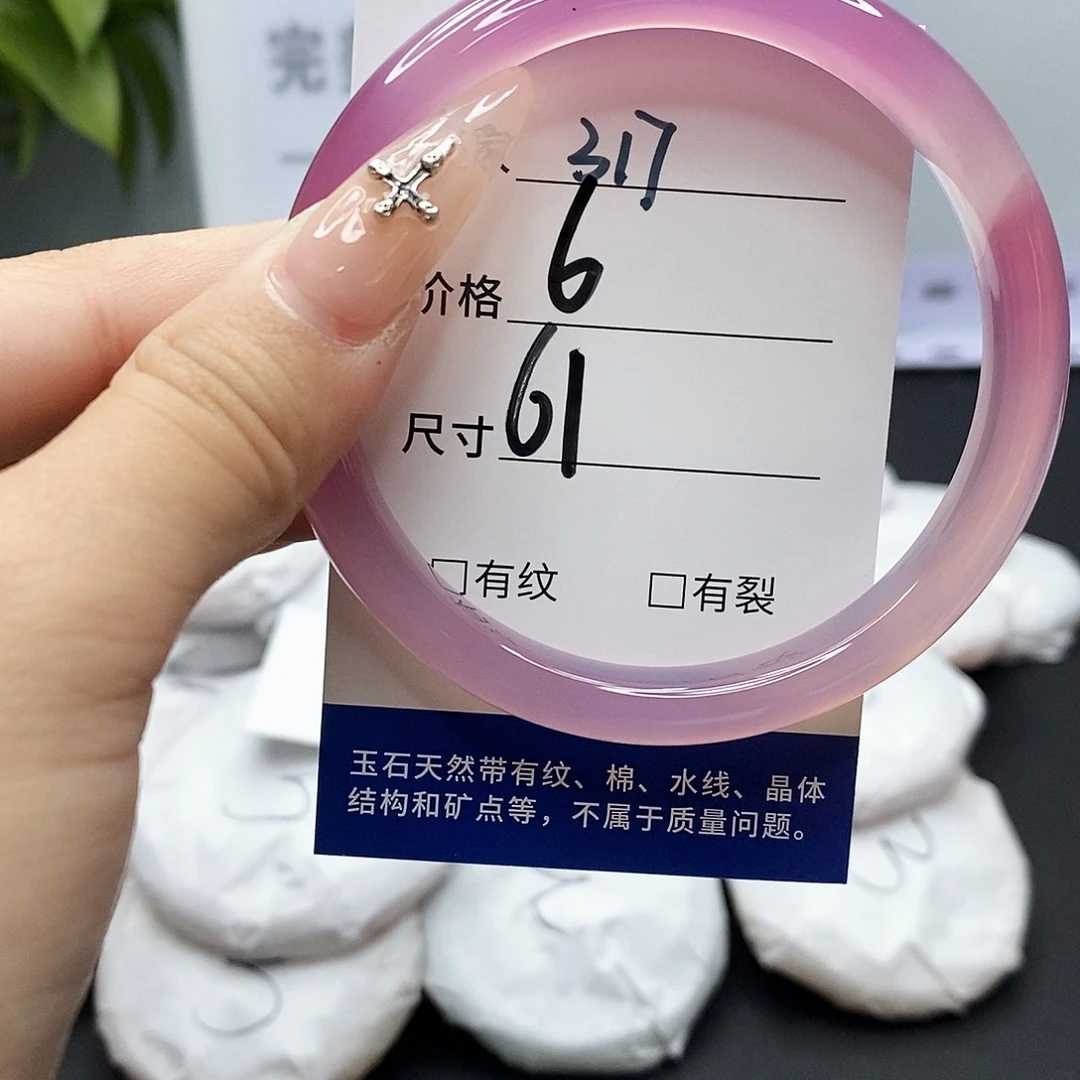 完
317
价格 6
尺寸 61
□有纹 □有裂
玉石天然带有纹、棉、水线、晶体
结构和矿点等，不属于质量问题。